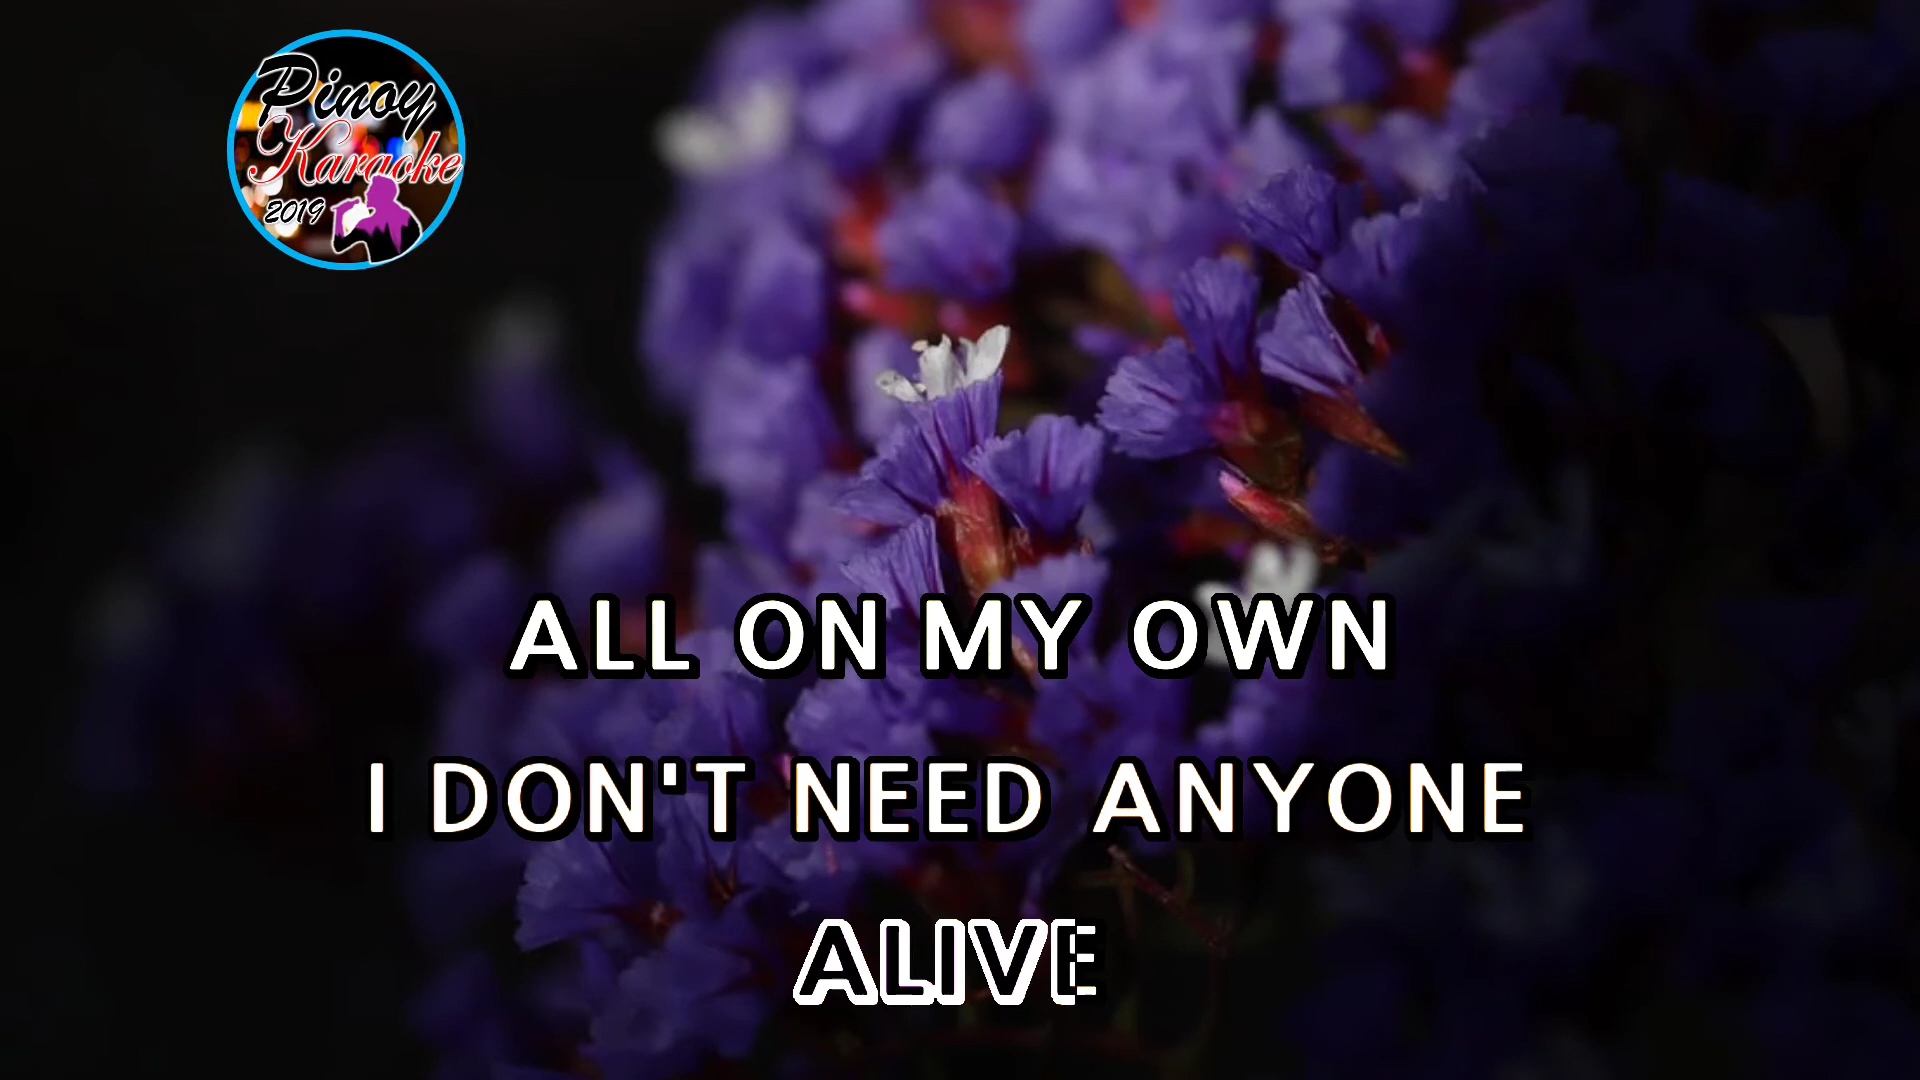 Pinoy
Karaoke
2019
ALL ON MY OWN
I DON'T NEED ANYONE
ALIVE